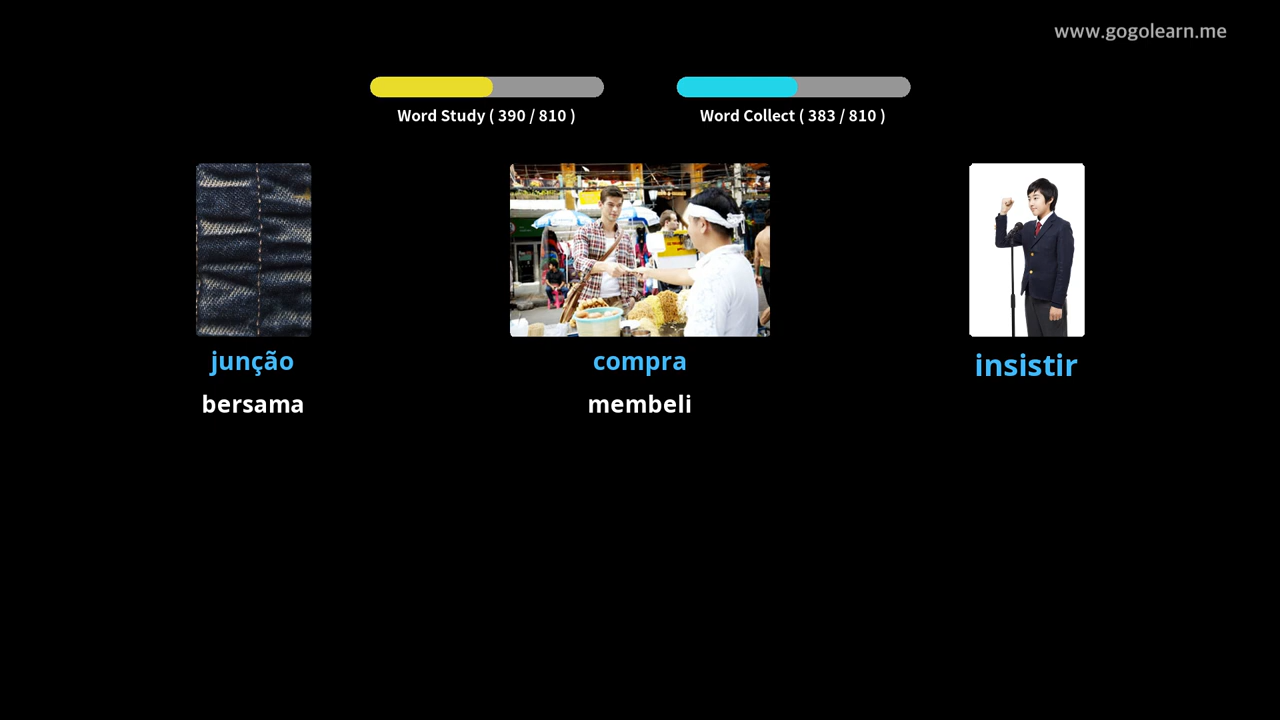 www.gogolearn.me
Word Study ( 390 / 810 )
Word Collect ( 383 / 810 )
junção
compra
insistir
bersama
membeli